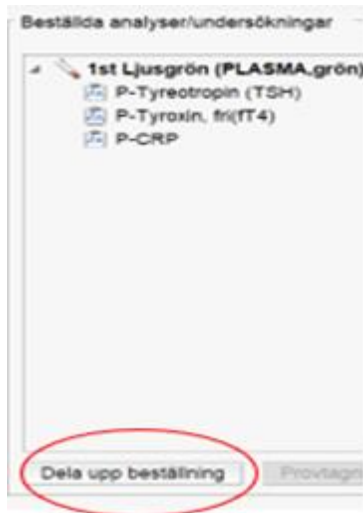 Beställda analyser/undersökningar
1st Ljusgrön (PLASMA.grön)
P-Tyreotropin (TSH)
P-Tyroxin, fri(fT4)
P-CRP
Dela upp beställning